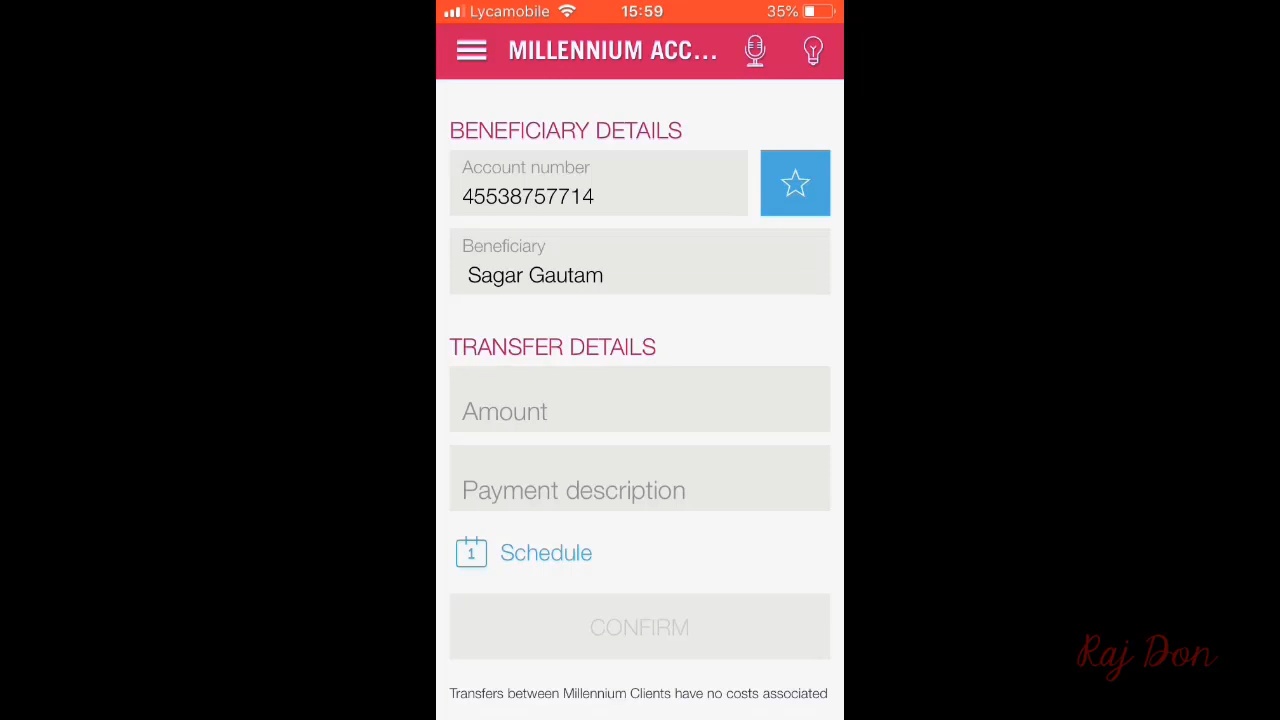 Lycamobile 15:59 35%
MILLENNIUM ACC...
BENEFICIARY DETAILS
Account number
45538757714
Beneficiary
Sagar Gautam
TRANSFER DETAILS
Amount
Payment description
1 Schedule
CONFIRM
Raj Don
Transfers between Millennium Clients have no costs associated